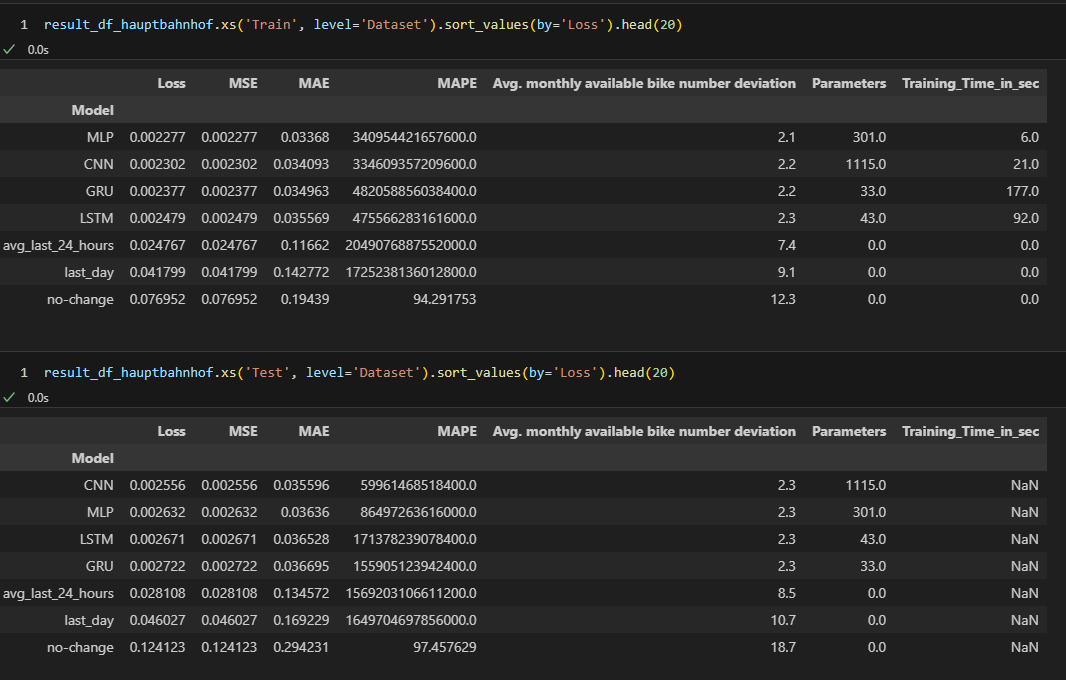 1 result_df_hauptbahnhof.xs('Train', level='Dataset').sort_values(by='Loss').head(20)
✓ 0.0s
Loss MSE MAE MAPE Avg. monthly available bike number deviation Parameters Training_Time_in_sec
Model
MLP 0.002277 0.002277 0.03368 340954421657600.0 2.1 301.0 6.0
CNN 0.002302 0.002302 0.034093 334609357209600.0 2.2 1115.0 21.0
GRU 0.002377 0.002377 0.034963 482058856038400.0 2.2 33.0 177.0
LSTM 0.002479 0.002479 0.035569 475566283161600.0 2.3 43.0 92.0
avg_last_24_hours 0.024767 0.024767 0.11662 2049076887552000.0 7.4 0.0 0.0
last_day 0.041799 0.041799 0.142772 1725238136012800.0 9.1 0.0 0.0
no-change 0.076952 0.076952 0.19439 94.291753 12.3 0.0 0.0
1 result_df_hauptbahnhof.xs('Test', level='Dataset').sort_values(by='Loss').head(20)
✓ 0.0s
Loss MSE MAE MAPE Avg. monthly available bike number deviation Parameters Training_Time_in_sec
Model
CNN 0.002556 0.002556 0.035596 59961468518400.0 2.3 1115.0 NaN
MLP 0.002632 0.002632 0.03636 86497263616000.0 2.3 301.0 NaN
LSTM 0.002671 0.002671 0.036528 171378239078400.0 2.3 43.0 NaN
GRU 0.002722 0.002722 0.036695 155905123942400.0 2.3 33.0 NaN
avg_last_24_hours 0.028108 0.028108 0.134572 1569203106611200.0 8.5 0.0 NaN
last_day 0.046027 0.046027 0.169229 1649704697856000.0 10.7 0.0 NaN
no-change 0.124123 0.124123 0.294231 97.457629 18.7 0.0 NaN